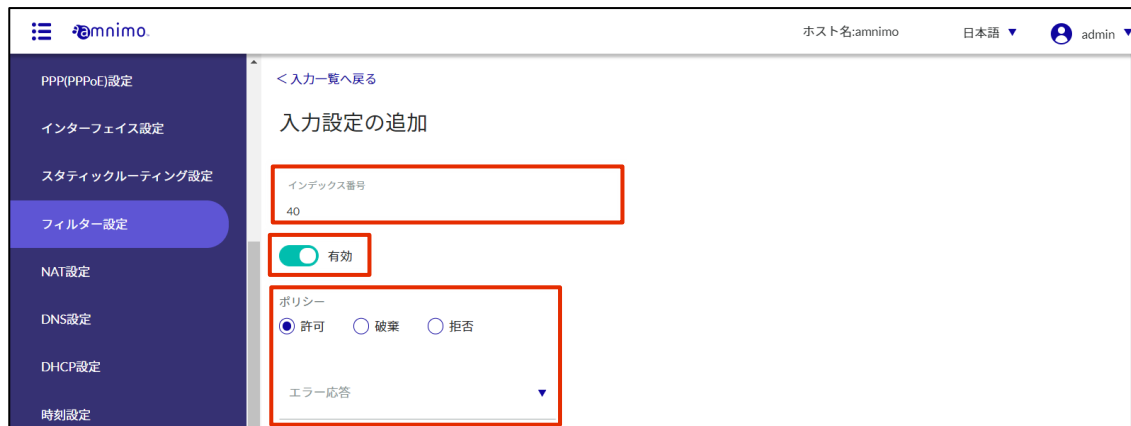 amnimo
ホスト名:amnimo
日本語
admin
PPP(PPPoE)設定
インターフェイス設定
スタティックルーティング設定
フィルター設定
NAT設定
DNS設定
DHCP設定
時刻設定
＜入力一覧へ戻る
入力設定の追加
インデックス番号
40
有効
ポリシー
許可 破棄 拒否
エラー応答